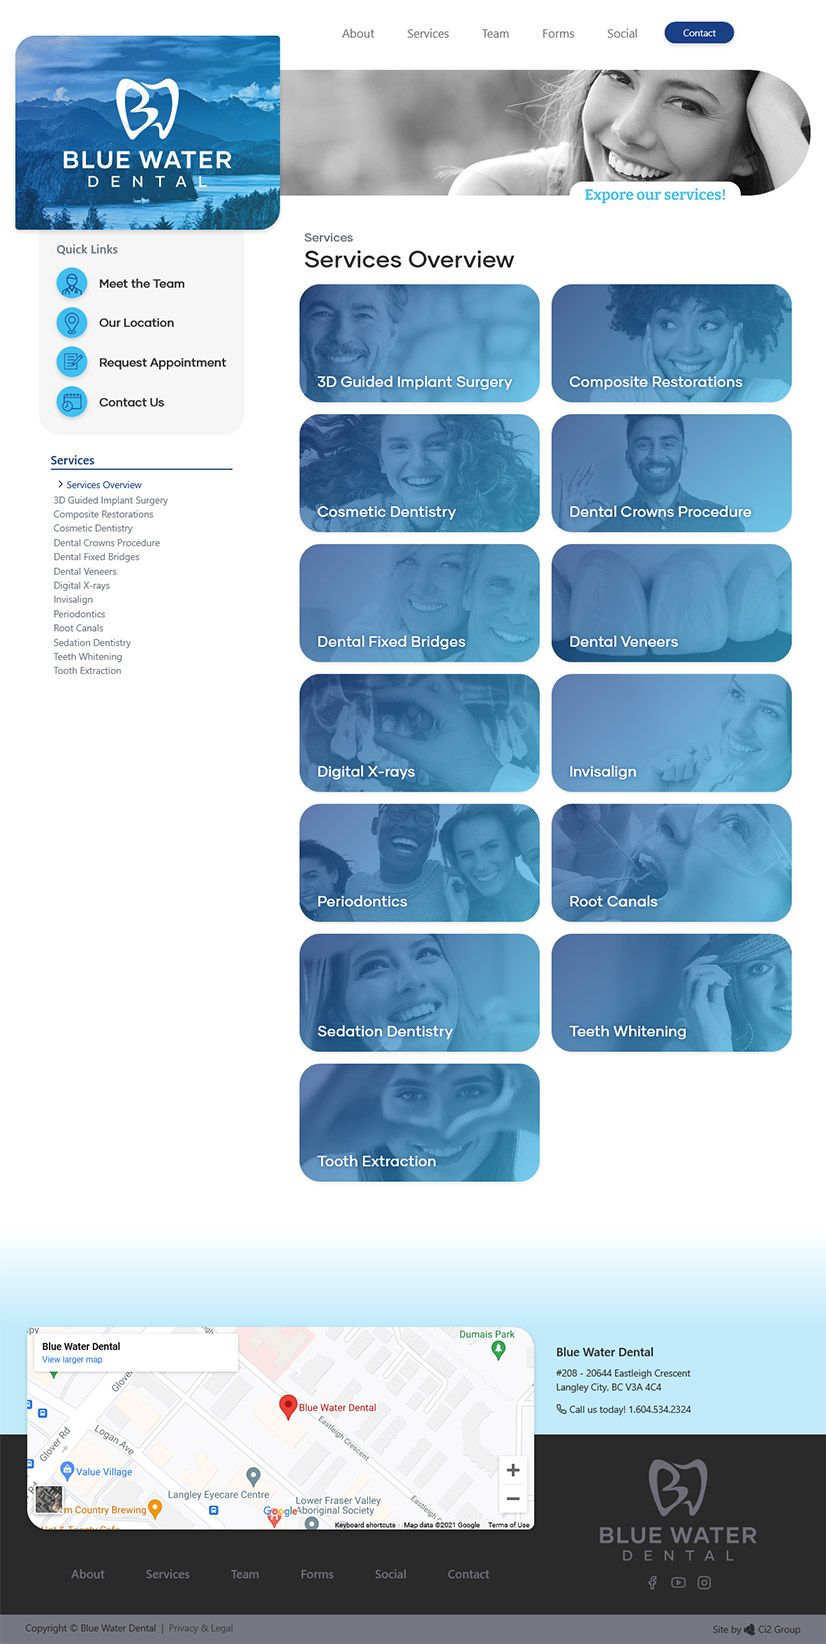 About Services Team Forms Social Contact
BLUE WATER
DENTAL
Expore our services!
Quick Links
Meet the Team
Our Location
Request Appointment
Contact Us
Services
Services Overview
3D Guided Implant Surgery
Composite Restorations
Cosmetic Dentistry
Dental Crowns Procedure
Dental Fixed Bridges
Dental Veneers
Digital X-rays
Invisalign
Periodontics
Root Canals
Sedation Dentistry
Teeth Whitening
Tooth Extraction
Services
Services Overview
3D Guided Implant Surgery
Composite Restorations
Cosmetic Dentistry
Dental Crowns Procedure
Dental Fixed Bridges
Dental Veneers
Digital X-rays
Invisalign
Periodontics
Root Canals
Sedation Dentistry
Teeth Whitening
Tooth Extraction
Blue Water Dental
View larger map
Dumais Park
Glover
Blue Water Dental
Eastleigh Crescent
Glover Rd
Logan Ave
Value Village
Langley Eyecare Centre
Eastleigh Crescent
Country Brewing
Lower Fraser Valley
Aboriginal Society
Google
Keyboard shortcuts Map data ©2021 Google Terms of Use
Blue Water Dental
#208 - 20644 Eastleigh Crescent
Langley City, BC V3A 4C4
Call us today! 1.604.534.2324
BLUE WATER
DENTAL
About Services Team Forms Social Contact
Copyright © Blue Water Dental | Privacy & Legal
Site by Ci2 Group